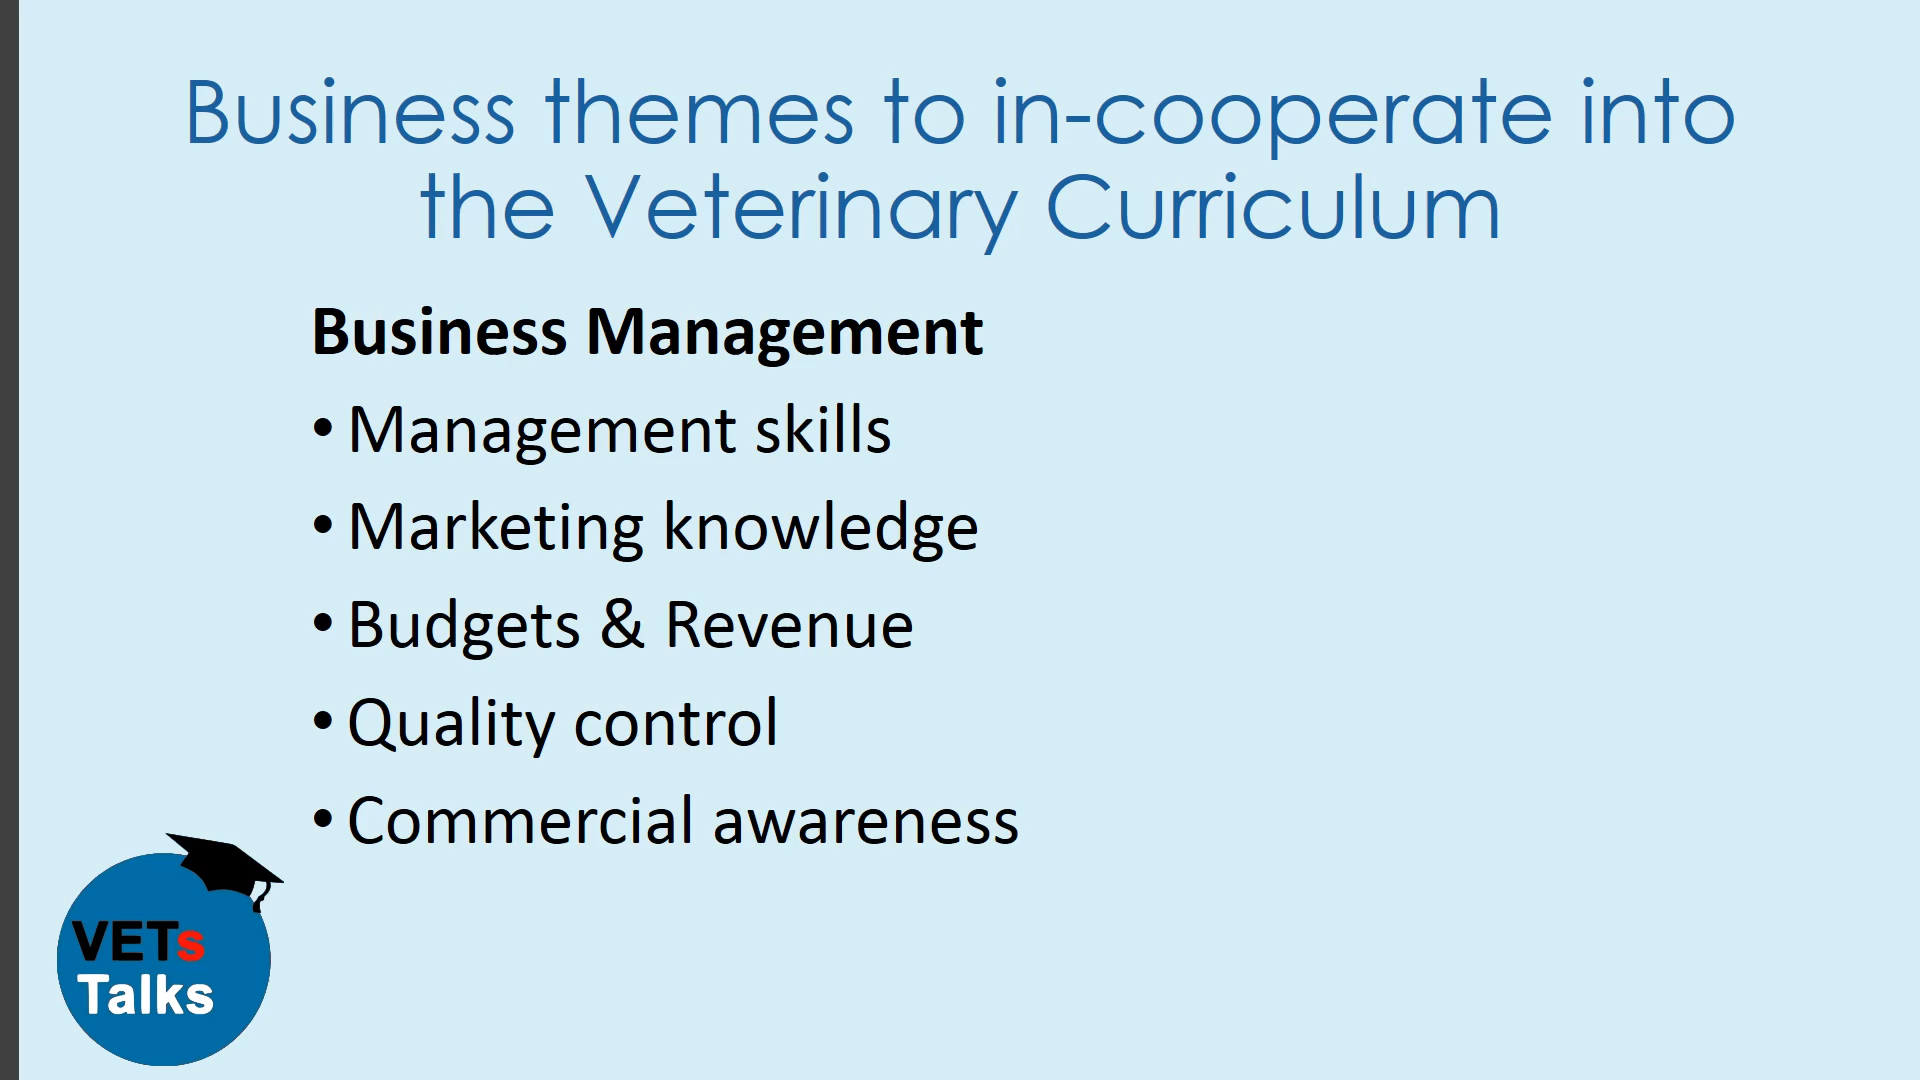 Business themes to in-cooperate into
the Veterinary Curriculum
Business Management
• Management skills
• Marketing knowledge
• Budgets & Revenue
• Quality control
• Commercial awareness
VETs
Talks